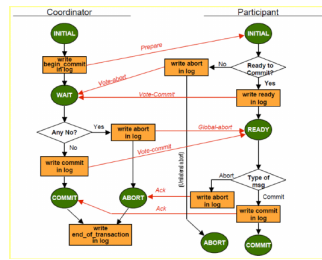 Coordinator
Participant
INITIAL
INITIAL
write
begin_commit
in log
Prepare
write abort
in log
No
Ready to
Commit?
Vote-abort
Yes
WAIT
Vote-Commit
write ready
in log
Any No?
Yes
write abort
in log
Global-abort
READY
No
Vote-commit
write commit
in log
(Unilateral abort)
Abort
Type of
msg
Ack
write abort
in log
Commit
COMMIT
ABORT
Ack
write commit
in log
write
end_of_transaction
in log
ABORT
COMMIT